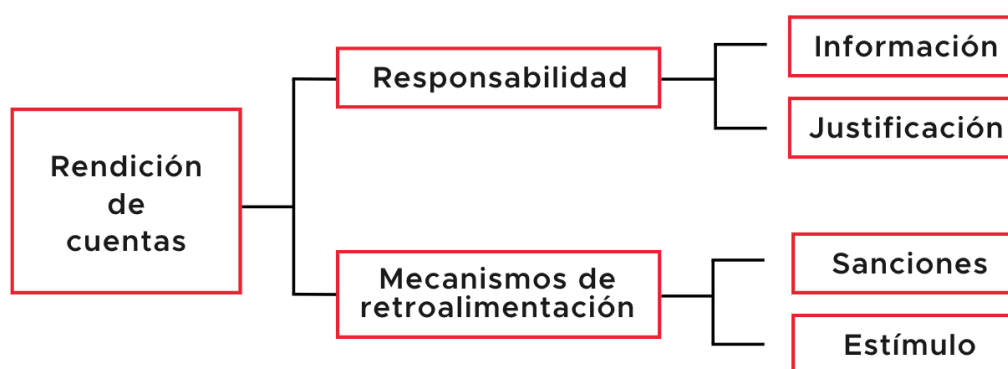 Rendición
de
cuentas
Responsabilidad
Información
Justificación
Mecanismos de
retroalimentación
Sanciones
Estímulo